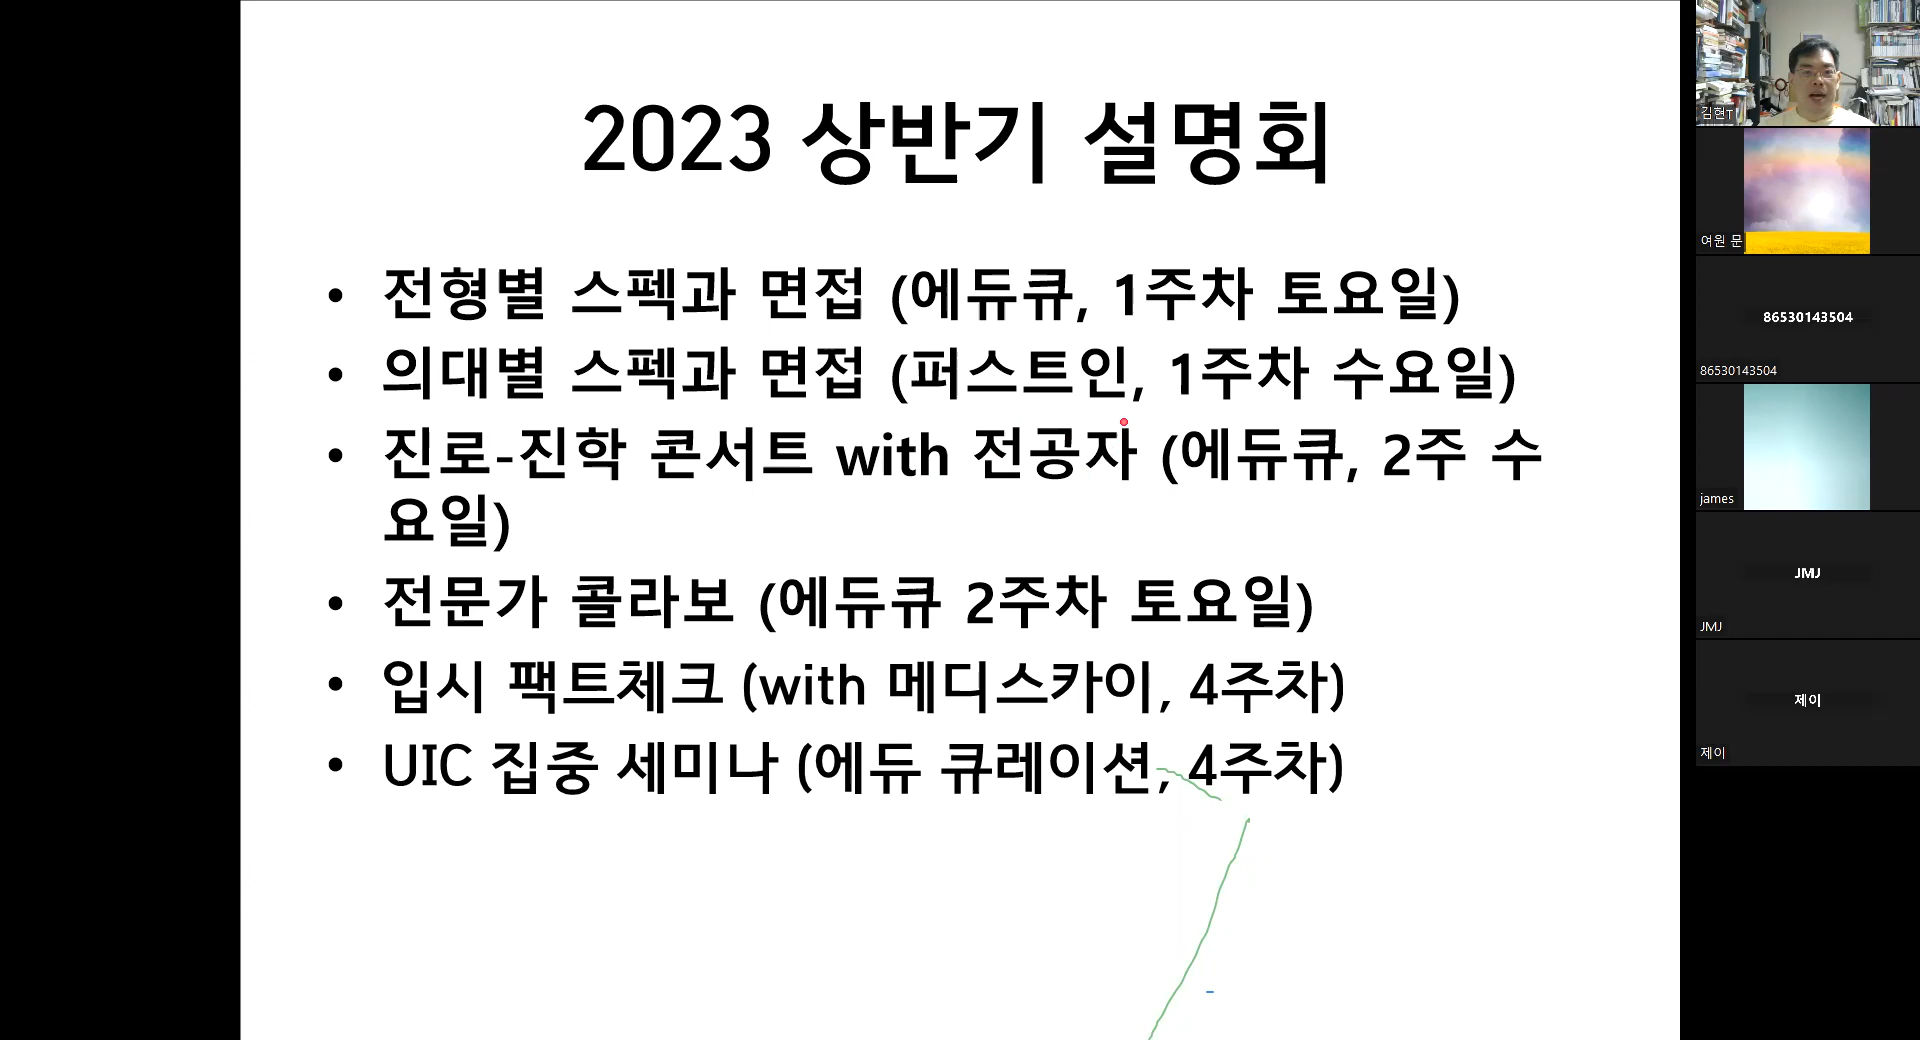 2023 상반기 설명회
• 전형별 스펙과 면접 (에듀큐, 1주차 토요일)
• 의대별 스펙과 면접 (퍼스트인, 1주차 수요일)
• 진로-진학 콘서트 with 전공자 (에듀큐, 2주 수
요일)
• 전문가 콜라보 (에듀큐 2주차 토요일)
• 입시 팩트체크 (with 메디스카이, 4주차)
• UIC 집중 세미나 (에듀 큐레이션, 4주차)
김현T
여원 문
86530143504
86530143504
james
JMJ
JMJ
제이
제이